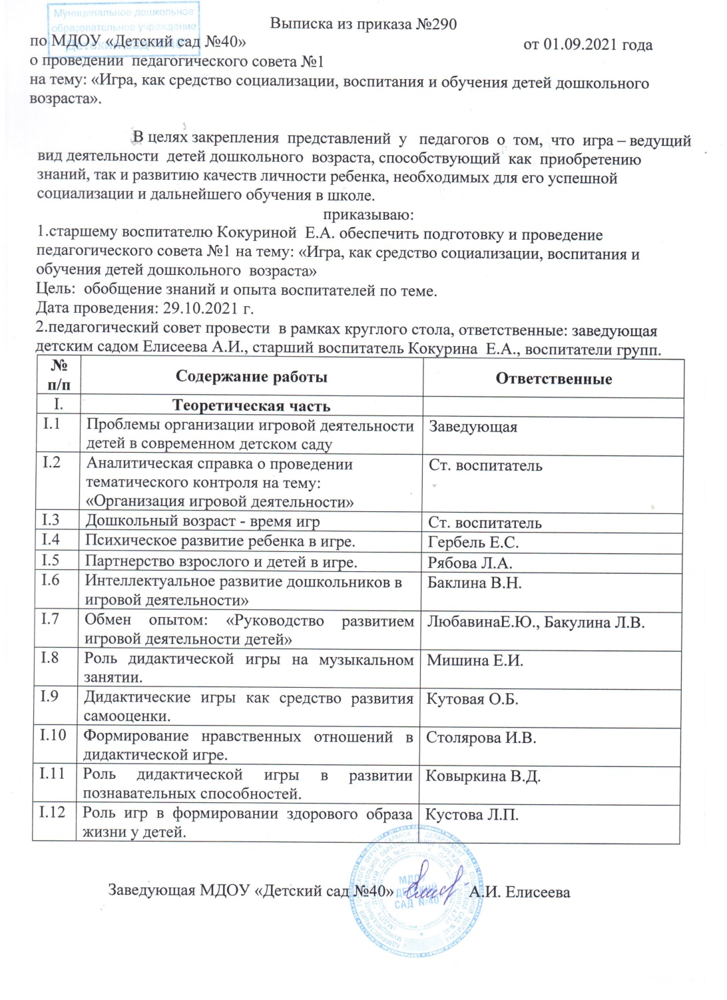 Муниципальное дошкольное
образовательное учреждение
Детский сад №40
Выписка из приказа №290
по МДОУ «Детский сад №40» от 01.09.2021 года
о проведении педагогического совета №1
на тему: «Игра, как средство социализации, воспитания и обучения детей дошкольного
возраста».
В целях закрепления представлений у педагогов о том, что игра – ведущий
вид деятельности детей дошкольного возраста, способствующий как приобретению
знаний, так и развитию качеств личности ребенка, необходимых для его успешной
социализации и дальнейшего обучения в школе.
приказываю:
1.старшему воспитателю Кокуриной Е.А. обеспечить подготовку и проведение
педагогического совета №1 на тему: «Игра, как средство социализации, воспитания и
обучения детей дошкольного возраста»
Цель: обобщение знаний и опыта воспитателей по теме.
Дата проведения: 29.10.2021 г.
2.педагогический совет провести в рамках круглого стола, ответственные: заведующая
детским садом Елисеева А.И., старший воспитатель Кокурина Е.А., воспитатели групп.
№ п/п Содержание работы Ответственные
I. Теоретическая часть
I.1 Проблемы организации игровой деятельности Заведующая
детей в современном детском саду
I.2 Аналитическая справка о проведении Ст. воспитатель
тематического контроля на тему:
«Организация игровой деятельности»
I.3 Дошкольный возраст - время игр Ст. воспитатель
I.4 Психическое развитие ребенка в игре. Гербель Е.С.
I.5 Партнерство взрослого и детей в игре. Рябова Л.А.
I.6 Интеллектуальное развитие дошкольников в Баклина В.Н.
игровой деятельности»
I.7 Обмен опытом: «Руководство развитием ЛюбавинаЕ.Ю., Бакулина Л.В.
игровой деятельности детей»
I.8 Роль дидактической игры на музыкальном Мишина Е.И.
занятии.
I.9 Дидактические игры как средство развития Кутовая О.Б.
самооценки.
I.10 Формирование нравственных отношений в Столярова И.В.
дидактической игре.
I.11 Роль дидактической игры в развитии Ковыркина В.Д.
познавательных способностей.
I.12 Роль игр в формировании здорового образа Кустова Л.П.
жизни у детей.
Заведующая МДОУ «Детский сад №40» А.И. Елисеева
МДОУ
ДЕТСКИЙ
САД №40